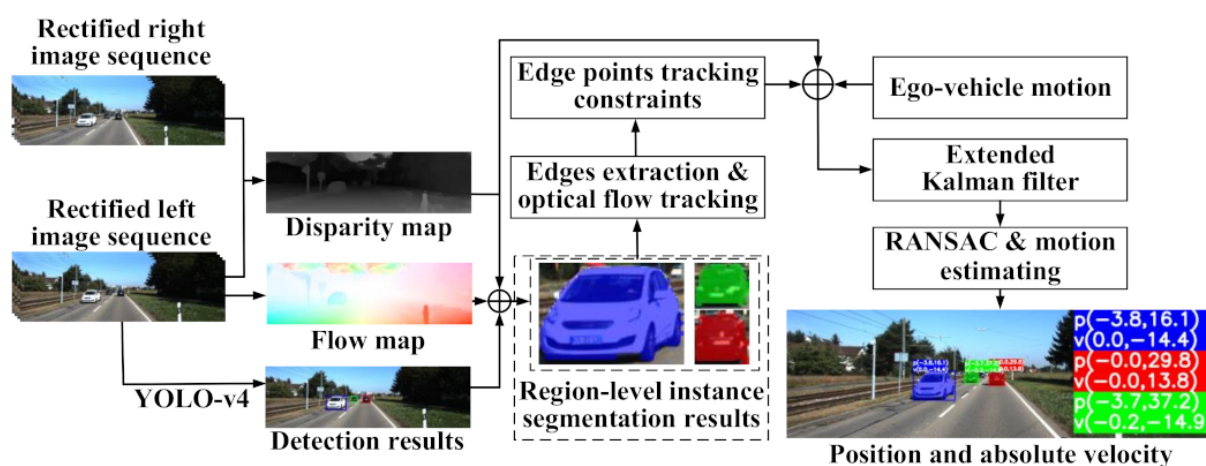 Rectified right
image sequence
Rectified left
image sequence
YOLO-v4
Disparity map
Flow map
Detection results
Edge points tracking
constraints
Edges extraction &
optical flow tracking
Region-level instance
segmentation results
Ego-vehicle motion
Extended
Kalman filter
RANSAC & motion
estimating
p(-3.8,16.1)
v(0.0,-14.4)
p(-0.0,29.8)
v(-0.0,13.8)
p(-3.7,37.2)
v(-0.2,-14.9
Position and absolute velocity